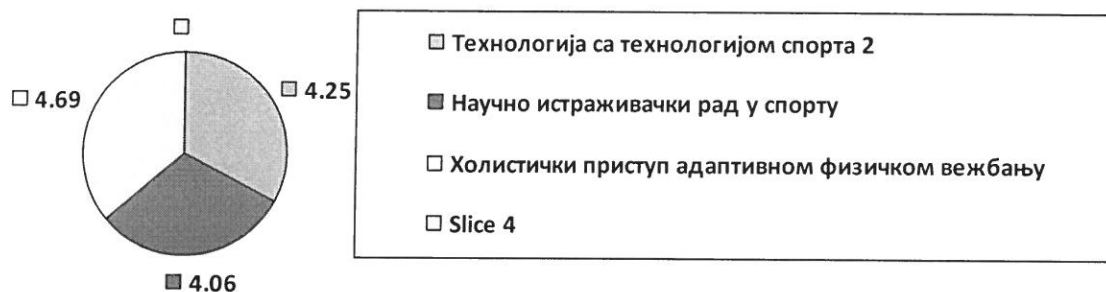 4.69
4.25
4.06
Технологија са технологијом спорта 2
Научно истраживачки рад у спорту
Холистички приступ адаптивном физичком вежбању
Slice 4